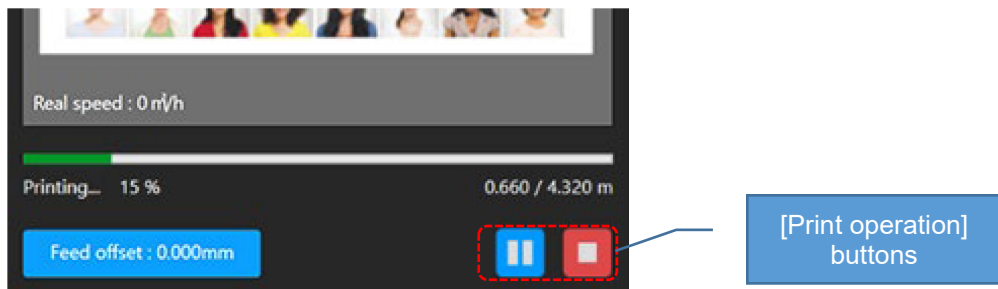 Real speed : 0 m²/h
Printing... 15 %
0.660 / 4.320 m
Feed offset : 0.000mm
[Print operation]
buttons